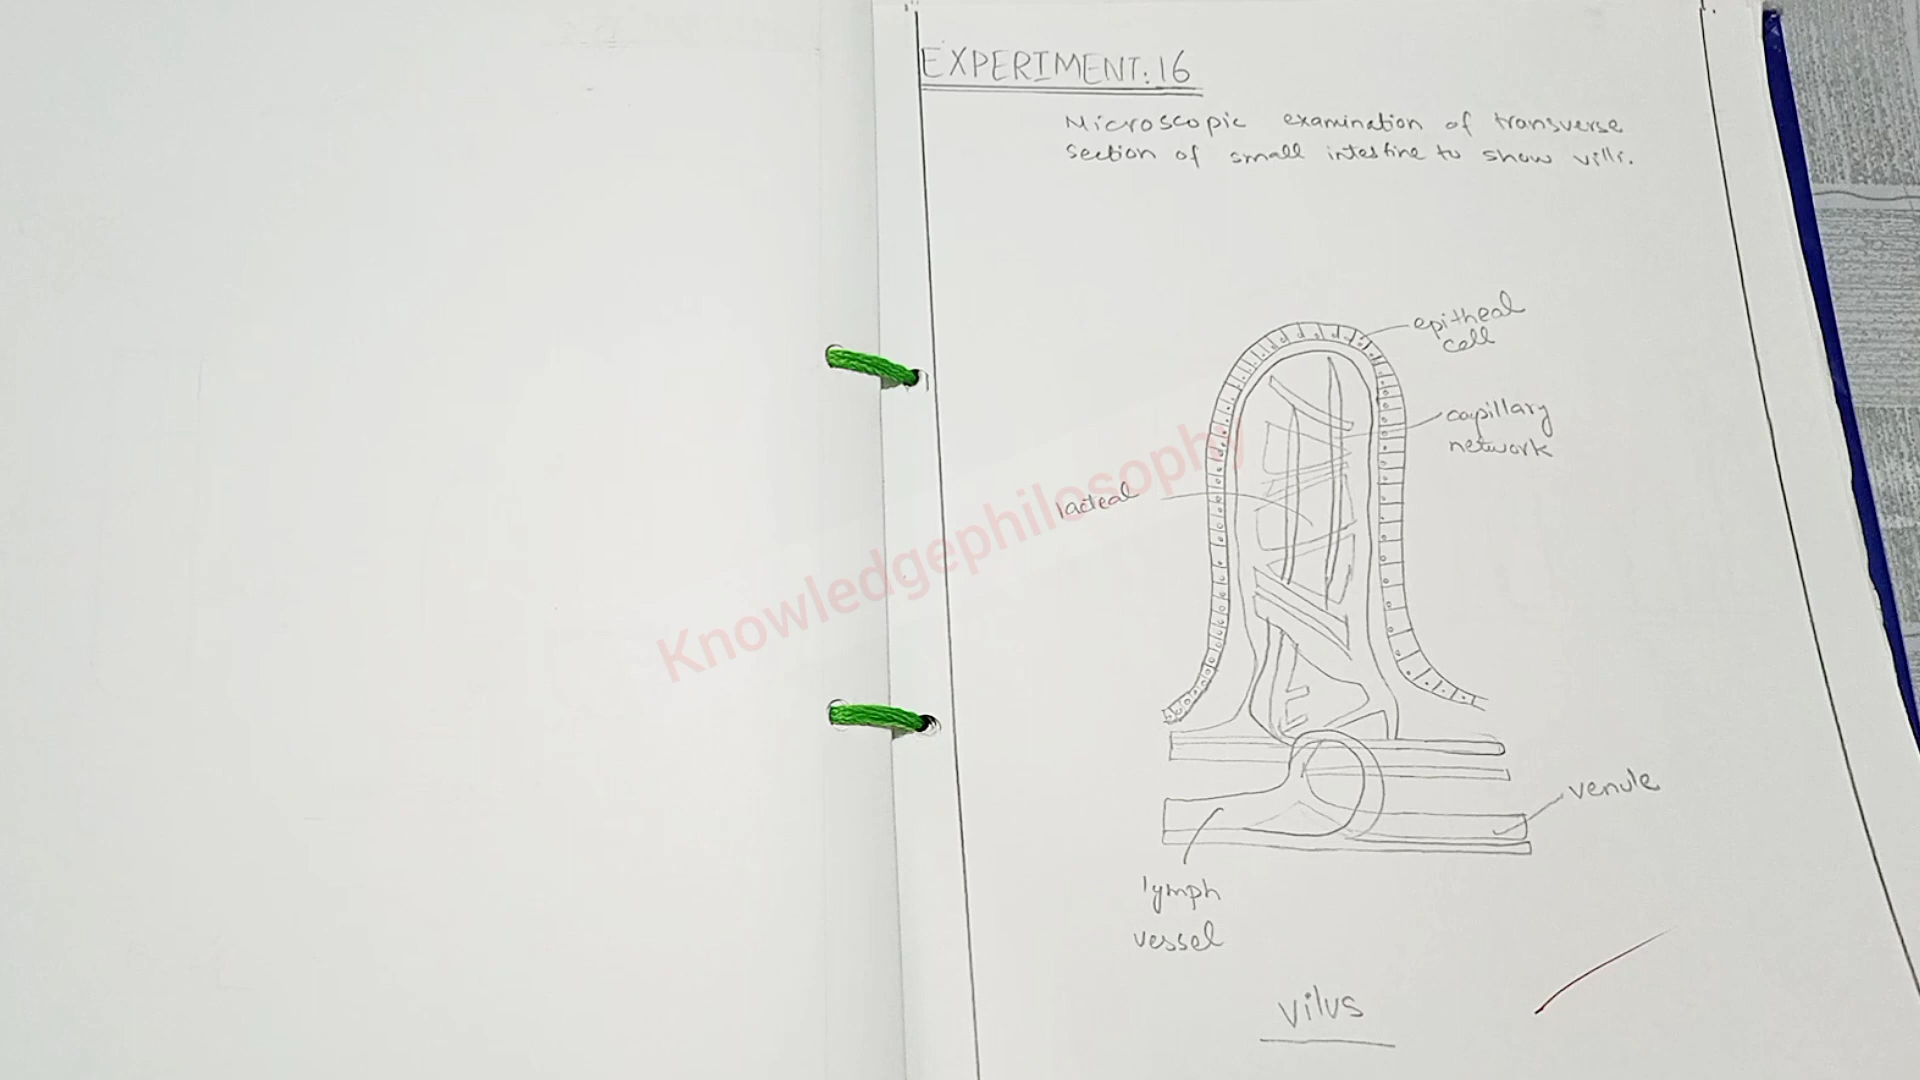 EXPERIMENT: 16
Microscopic examination of transverse
section of small intestine to show villi.
epitheal
cell
capillary
network
lacteal
Knowledgephilosophy
venule
lymph
vessel
Vilus